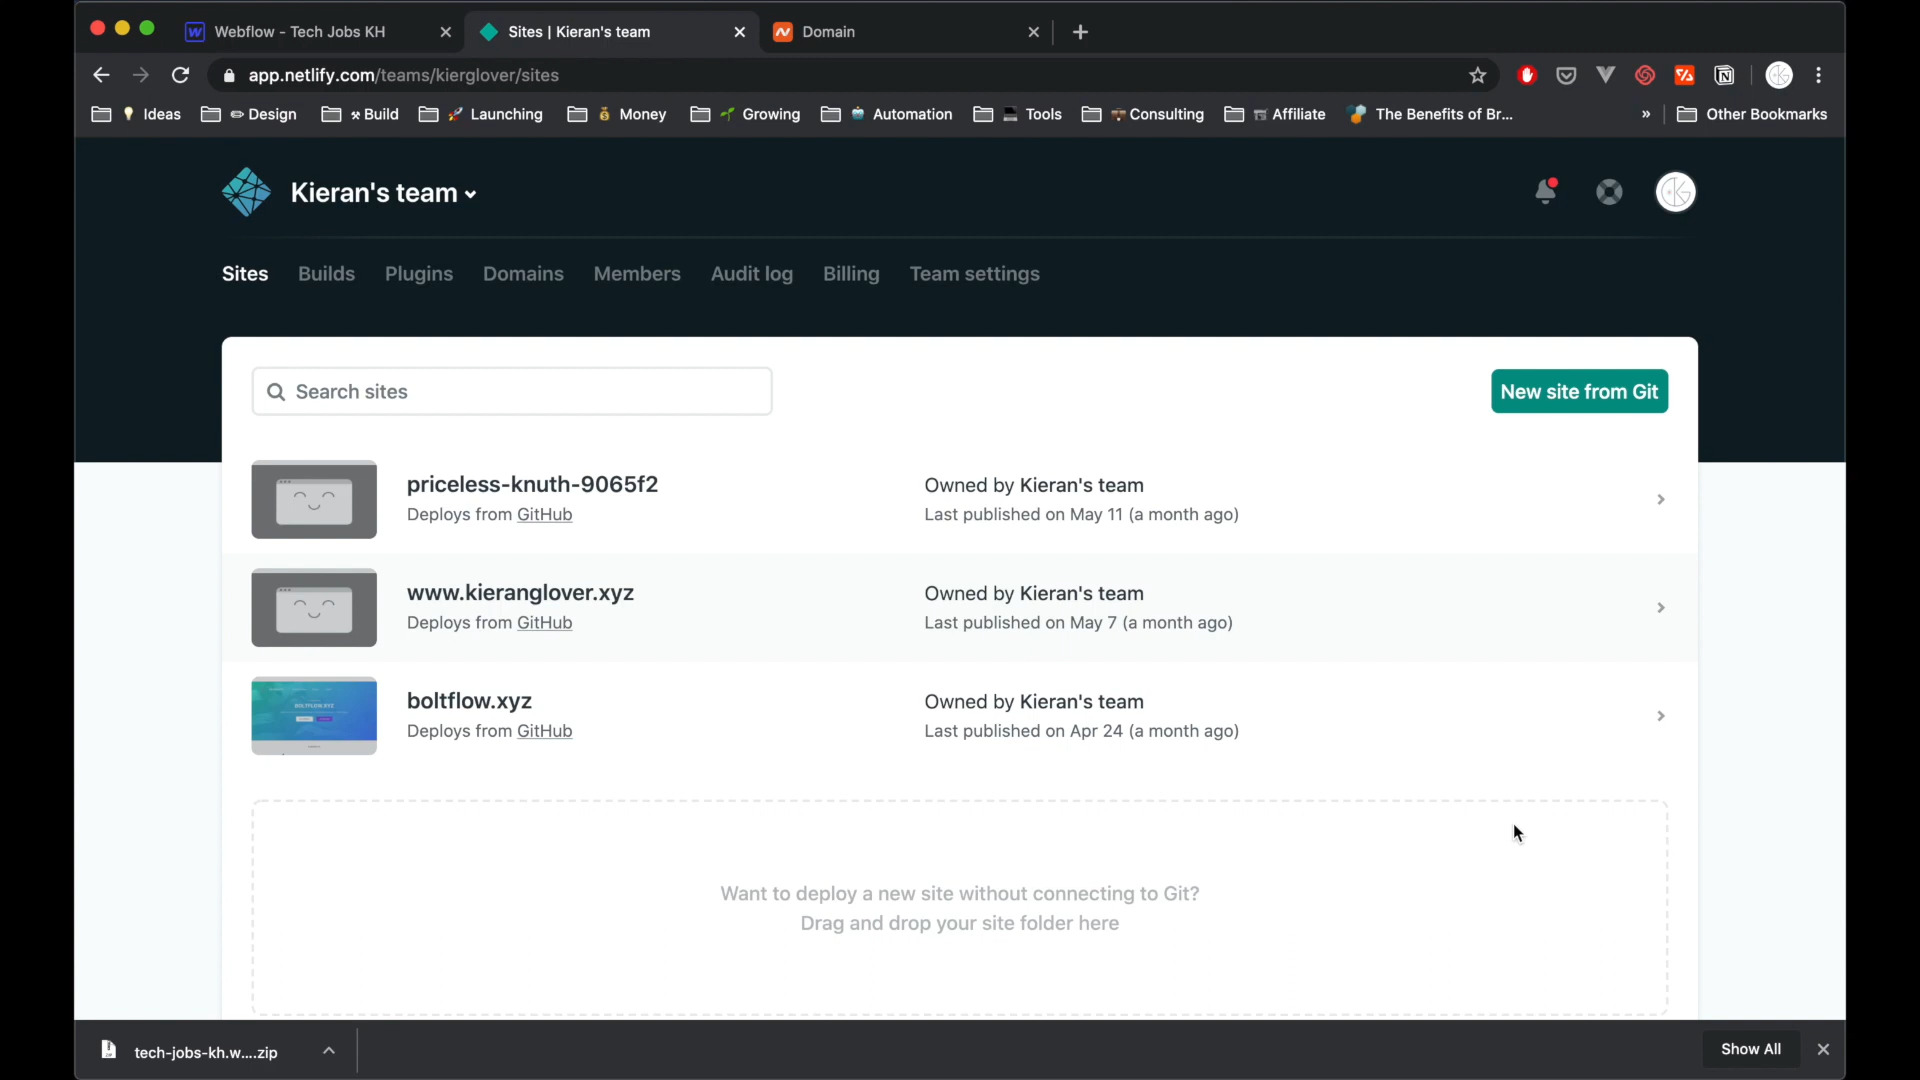 Webflow - Tech Jobs KH
Sites | Kieran's team
Domain
app.netlify.com/teams/kierglover/sites
Ideas
Design
Build
Launching
Money
Growing
Automation
Tools
Consulting
Affiliate
The Benefits of Br...
»
Other Bookmarks
Kieran's team
Sites
Builds
Plugins
Domains
Members
Audit log
Billing
Team settings
Search sites
New site from Git
priceless-knuth-9065f2
Deploys from GitHub
Owned by Kieran's team
Last published on May 11 (a month ago)
www.kieranglover.xyz
Deploys from GitHub
Owned by Kieran's team
Last published on May 7 (a month ago)
BOLTFLOW.XYZ
boltflow.xyz
Deploys from GitHub
Owned by Kieran's team
Last published on Apr 24 (a month ago)
Want to deploy a new site without connecting to Git?
Drag and drop your site folder here
tech-jobs-kh.w....zip
Show All